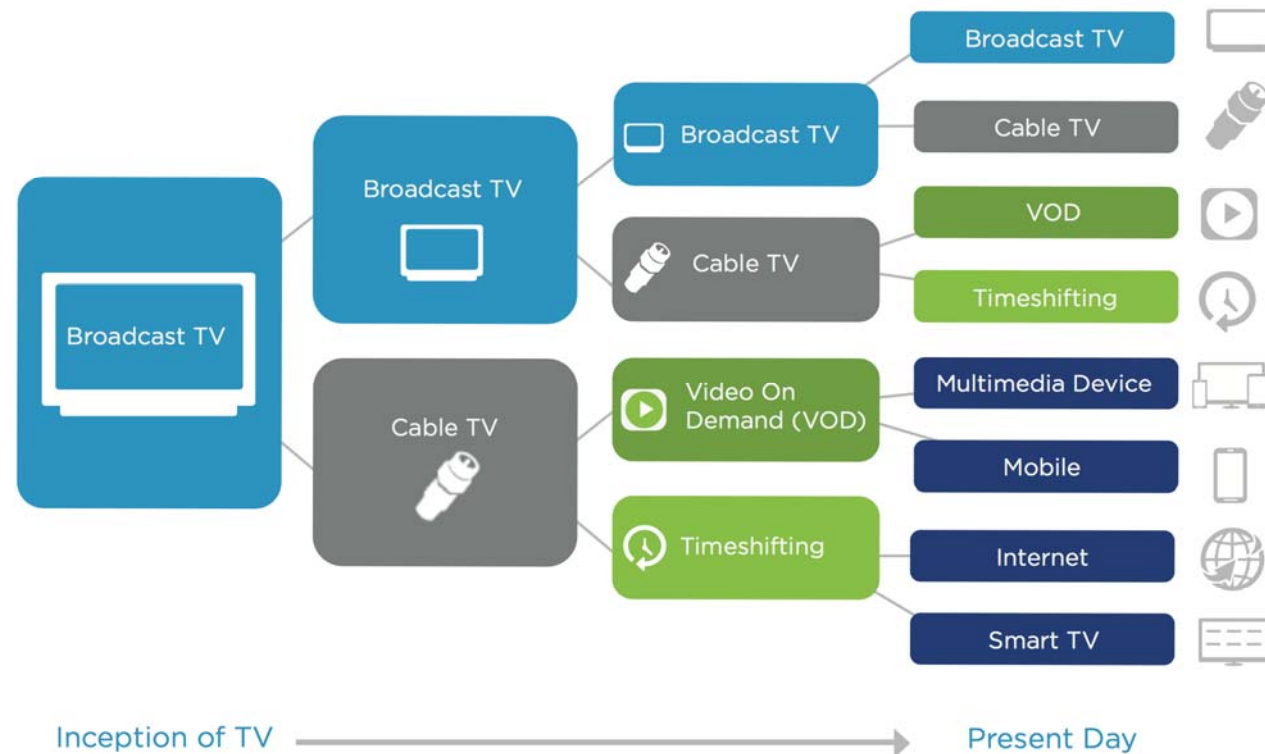 Broadcast TV
Broadcast TV
Cable TV
Broadcast TV
Cable TV
Video On
Demand (VOD)
Timeshifting
Broadcast TV
Cable TV
VOD
Timeshifting
Multimedia Device
Mobile
Internet
Smart TV
Inception of TV
Present Day